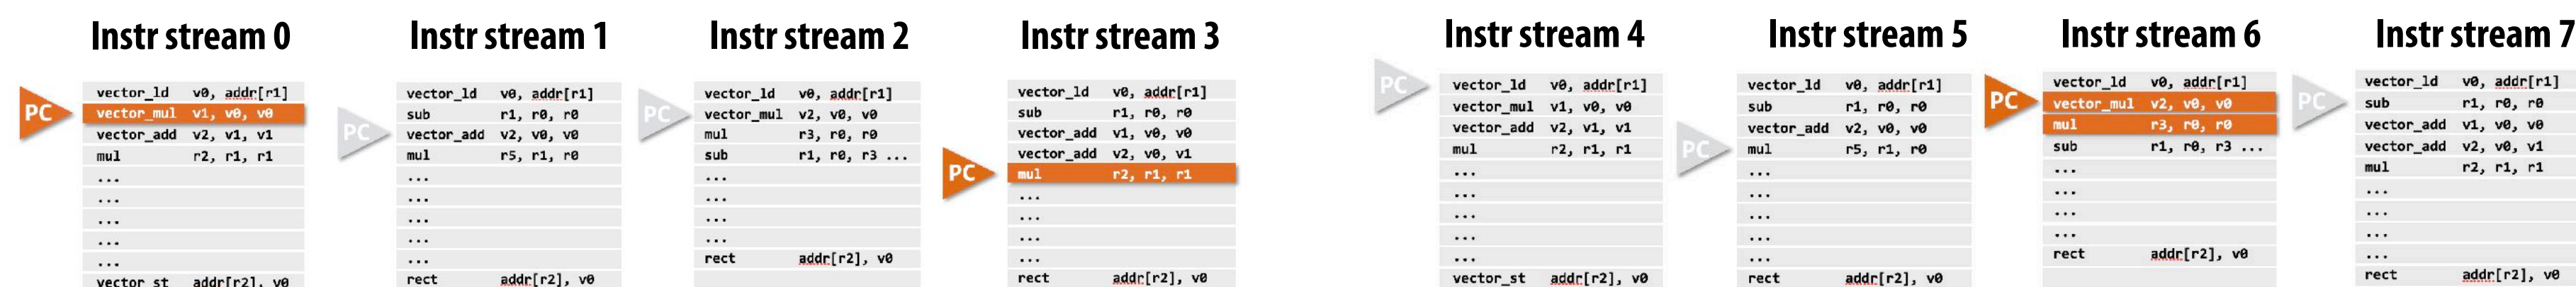 Instr stream 0
PC
vector_ld v0, addr[r1]
vector_mul v1, v0, v0
vector_add v2, v1, v1
mul r2, r1, r1
...
...
...
...
...
vector_st addr[r2], v0
Instr stream 1
PC
vector_ld v0, addr[r1]
sub r1, r0, r0
vector_add v2, v0, v0
mul r5, r1, r0
...
...
...
...
...
rect addr[r2], v0
Instr stream 2
PC
vector_ld v0, addr[r1]
vector_mul v2, v0, v0
mul r3, r0, r0
sub r1, r0, r3 ...
...
...
...
...
rect addr[r2], v0
Instr stream 3
PC
vector_ld v0, addr[r1]
sub r1, r0, r0
vector_add v1, v0, v0
vector_add v2, v0, v1
mul r2, r1, r1
...
...
...
...
rect addr[r2], v0
Instr stream 4
PC
vector_ld v0, addr[r1]
vector_mul v1, v0, v0
vector_add v2, v1, v1
mul r2, r1, r1
...
...
...
...
...
vector_st addr[r2], v0
Instr stream 5
PC
vector_ld v0, addr[r1]
sub r1, r0, r0
vector_add v2, v0, v0
mul r5, r1, r0
...
...
...
...
...
rect addr[r2], v0
Instr stream 6
PC
vector_ld v0, addr[r1]
vector_mul v2, v0, v0
mul r3, r0, r0
sub r1, r0, r3 ...
...
...
...
...
rect addr[r2], v0
Instr stream 7
PC
vector_ld v0, addr[r1]
sub r1, r0, r0
vector_add v1, v0, v0
vector_add v2, v0, v1
mul r2, r1, r1
...
...
...
...
rect addr[r2], v0